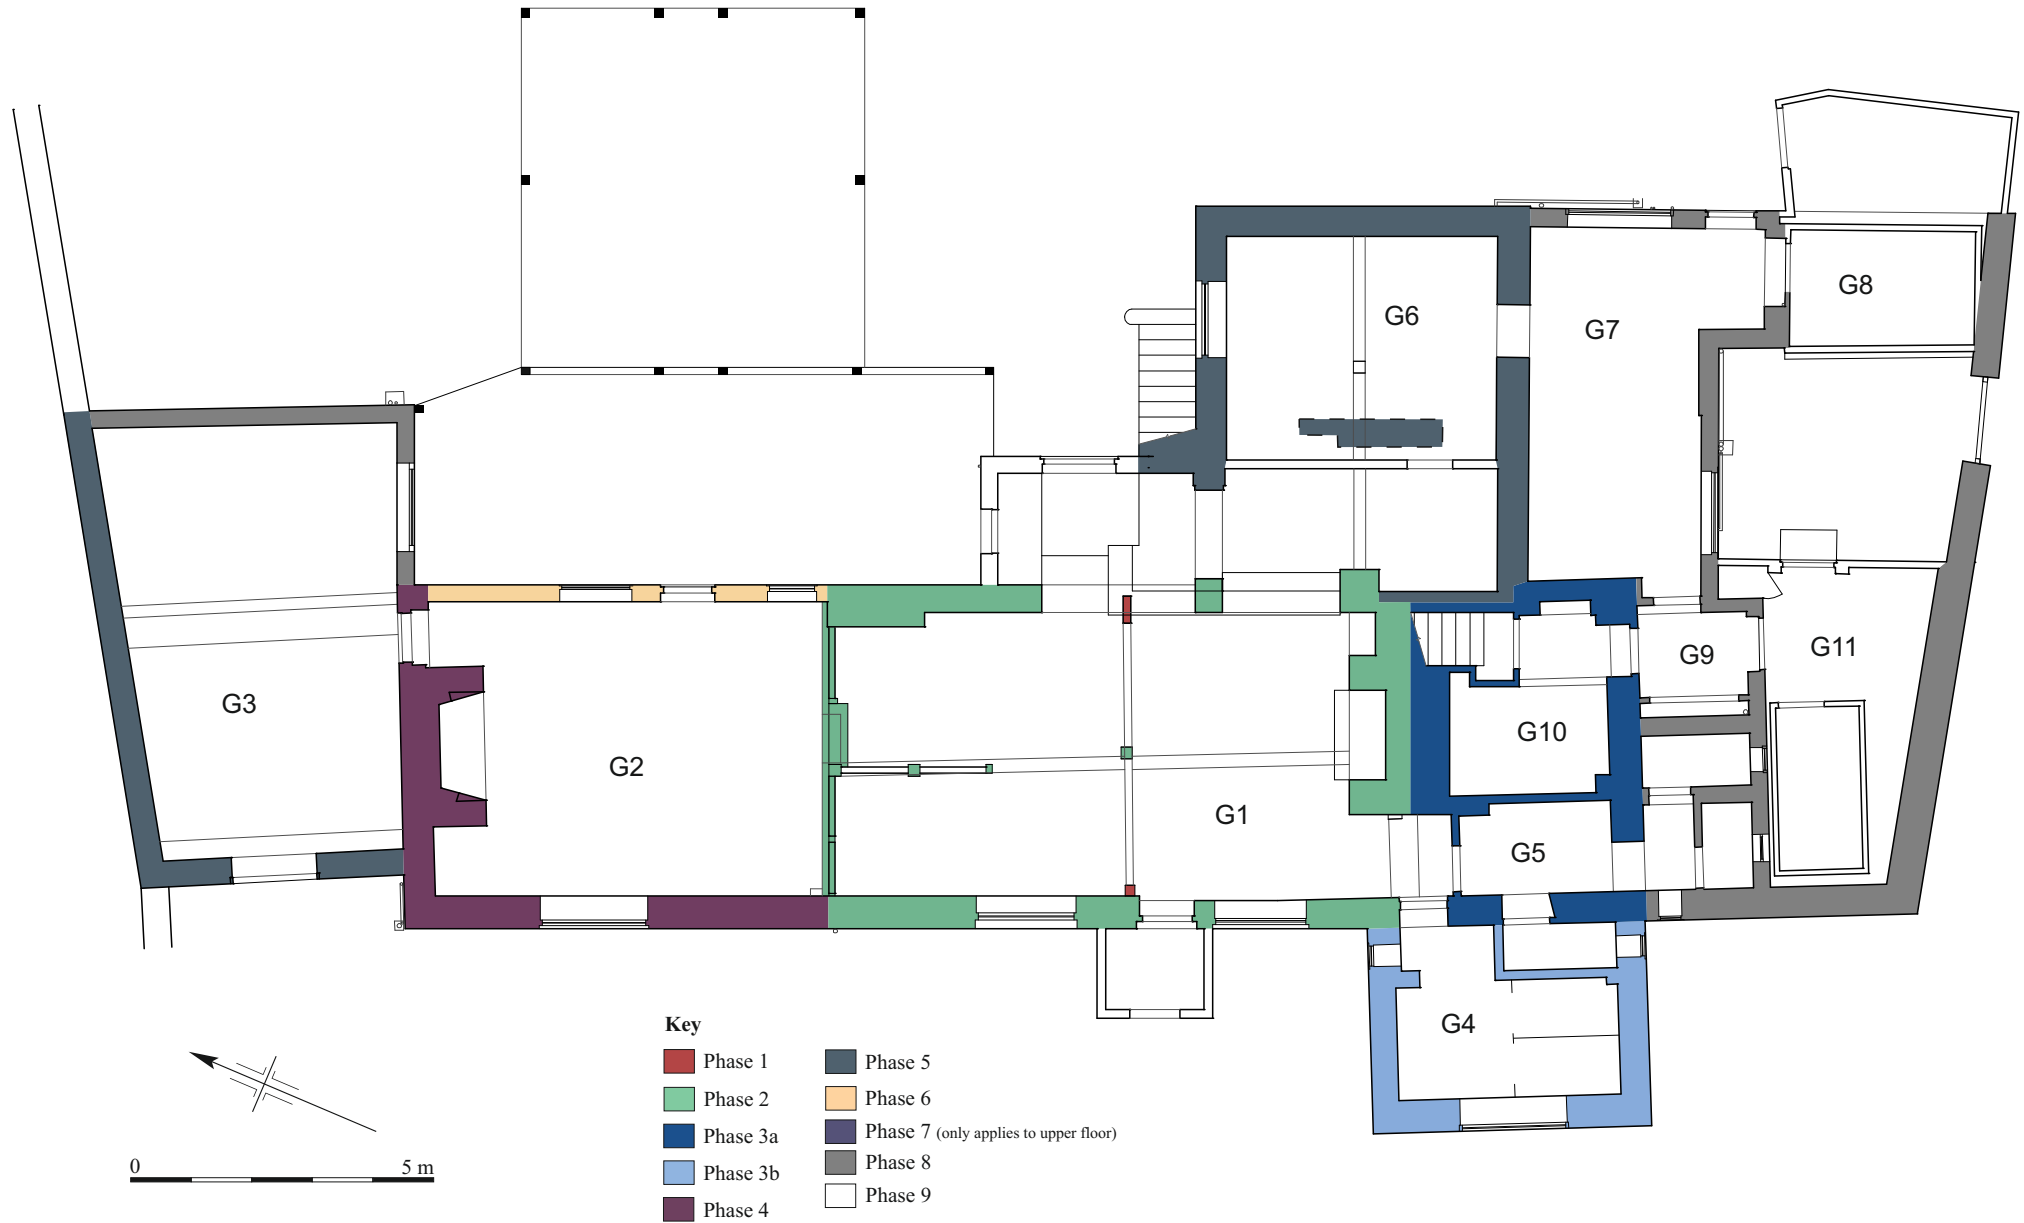 G8
G6
G7
G9
G11
G3
G10
G2
G1
G5
G4
Key
Phase 1
Phase 2
Phase 3a
Phase 3b
Phase 4
Phase 5
Phase 6
Phase 7 (only applies to upper floor)
Phase 8
Phase 9
0 5 m